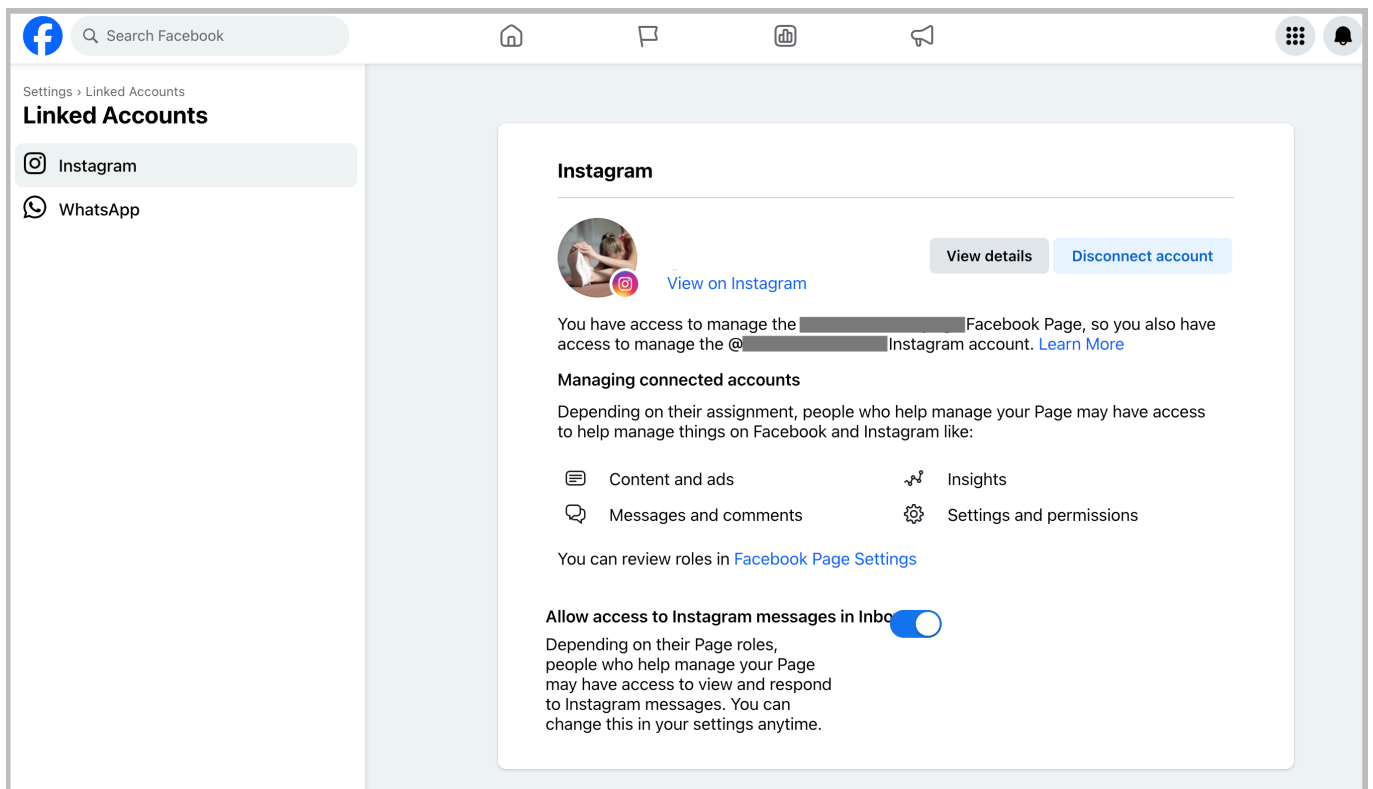 Search Facebook
Settings › Linked Accounts
Linked Accounts
Instagram
WhatsApp
Instagram
View details
Disconnect account
View on Instagram
You have access to manage the Facebook Page, so you also have
access to manage the @ Instagram account. Learn More
Managing connected accounts
Depending on their assignment, people who help manage your Page may have access
to help manage things on Facebook and Instagram like:
Content and ads
Insights
Messages and comments
Settings and permissions
You can review roles in Facebook Page Settings
Allow access to Instagram messages in Inbo
Depending on their Page roles,
people who help manage your Page
may have access to view and respond
to Instagram messages. You can
change this in your settings anytime.